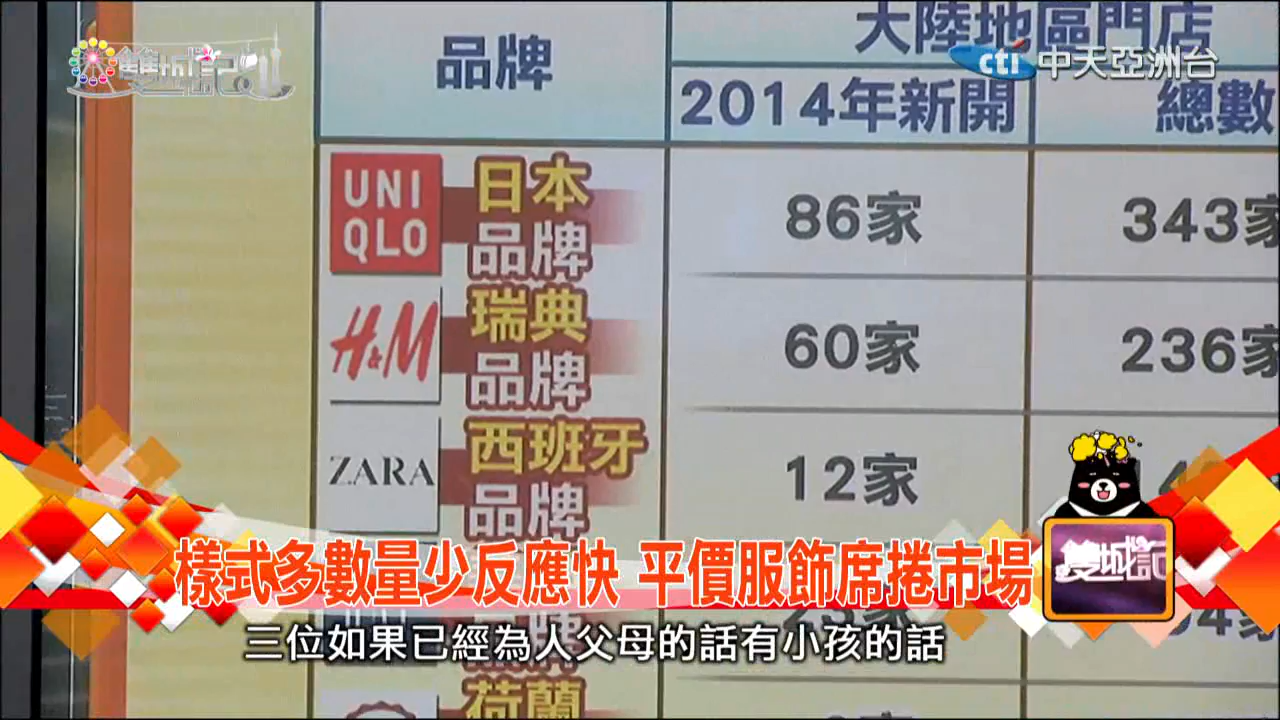 雙城記
品牌
大陸地區門店
cti 中天亞洲台
2014年新開
總數
UNI
QLO
日本
品牌
86家
343家
H&M
瑞典
品牌
60家
236家
ZARA
西班牙
品牌
12家
樣式多數量少反應快 平價服飾席捲市場
雙城記
三位如果已經為人父母的話有小孩的話
荷蘭